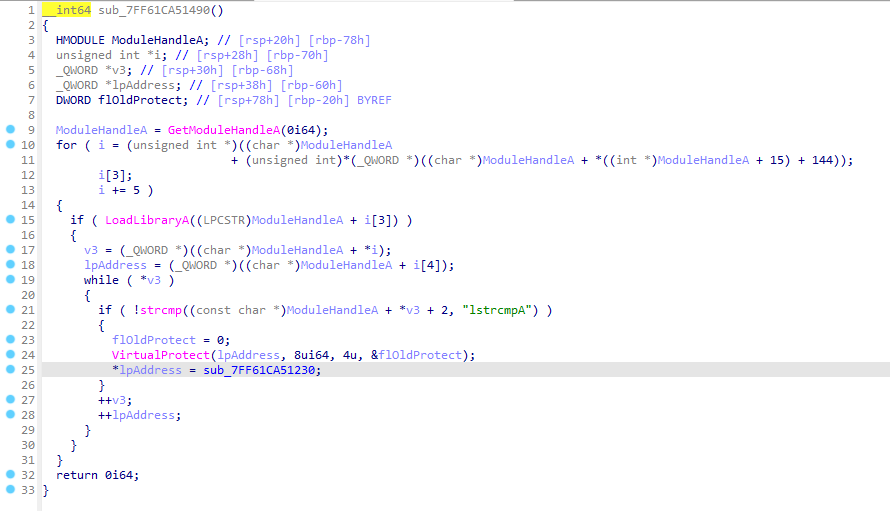 1 __int64 sub_7FF61CA51490()
2 {
3 HMODULE ModuleHandleA; // [rsp+20h] [rbp-78h]
4 unsigned int *i; // [rsp+28h] [rbp-70h]
5 _QWORD *v3; // [rsp+30h] [rbp-68h]
6 _QWORD *lpAddress; // [rsp+38h] [rbp-60h]
7 DWORD flOldProtect; // [rsp+78h] [rbp-20h] BYREF
8
9 ModuleHandleA = GetModuleHandleA(0i64);
10 for ( i = (unsigned int *)((char *)ModuleHandleA
11 + (unsigned int)*(_QWORD *)((char *)ModuleHandleA + *((int *)ModuleHandleA + 15) + 144));
12 i[3];
13 i += 5 )
14 {
15 if ( LoadLibraryA((LPCSTR)ModuleHandleA + i[3]) )
16 {
17 v3 = (_QWORD *)((char *)ModuleHandleA + *i);
18 lpAddress = (_QWORD *)((char *)ModuleHandleA + i[4]);
19 while ( *v3 )
20 {
21 if ( !strcmp((const char *)ModuleHandleA + *v3 + 2, "lstrcmpA") )
22 {
23 flOldProtect = 0;
24 VirtualProtect(lpAddress, 8ui64, 4u, &flOldProtect);
25 *lpAddress = sub_7FF61CA51230;
26 }
27 ++v3;
28 ++lpAddress;
29 }
30 }
31 }
32 return 0i64;
33 }